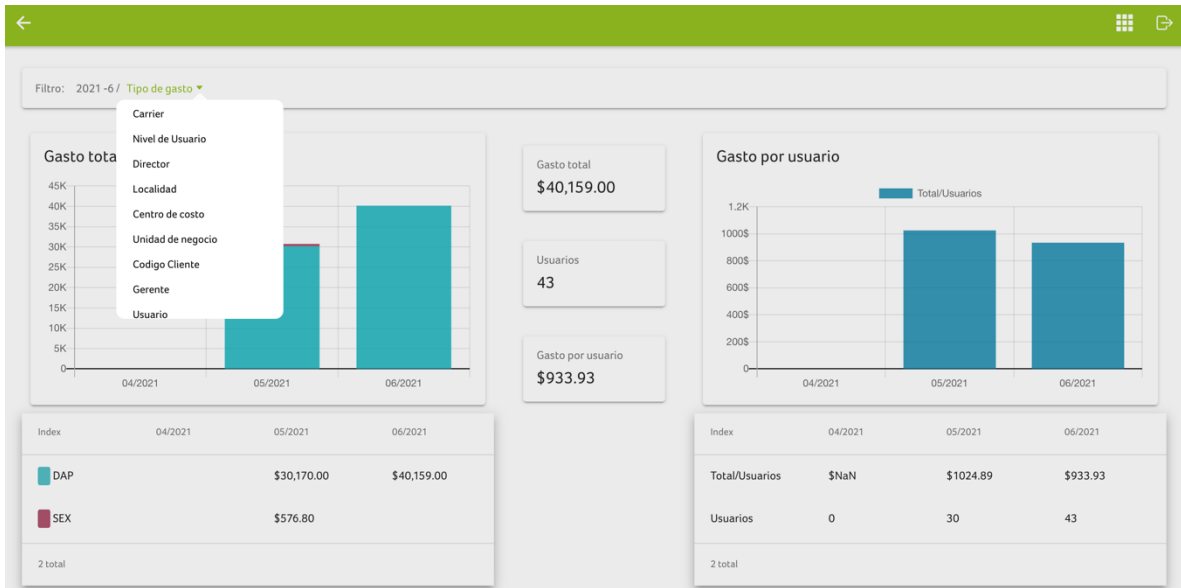 Filtro: 2021 -6 / Tipo de gasto
Carrier
Nivel de Usuario
Director
Localidad
Centro de costo
Unidad de negocio
Codigo Cliente
Gerente
Usuario
Gasto tota
45K
40K
35K
30K
25K
20K
15K
10K
5K
0
04/2021 05/2021 06/2021
Gasto total
$40,159.00
Usuarios
43
Gasto por usuario
$933.93
Gasto por usuario
Total/Usuarios
1.2K
1000$
800$
600$
400$
200$
0
04/2021 05/2021 06/2021
Index 04/2021 05/2021 06/2021
DAP $30,170.00 $40,159.00
SEX $576.80
2 total
Index 04/2021 05/2021 06/2021
Total/Usuarios $NaN $1024.89 $933.93
Usuarios 0 30 43
2 total